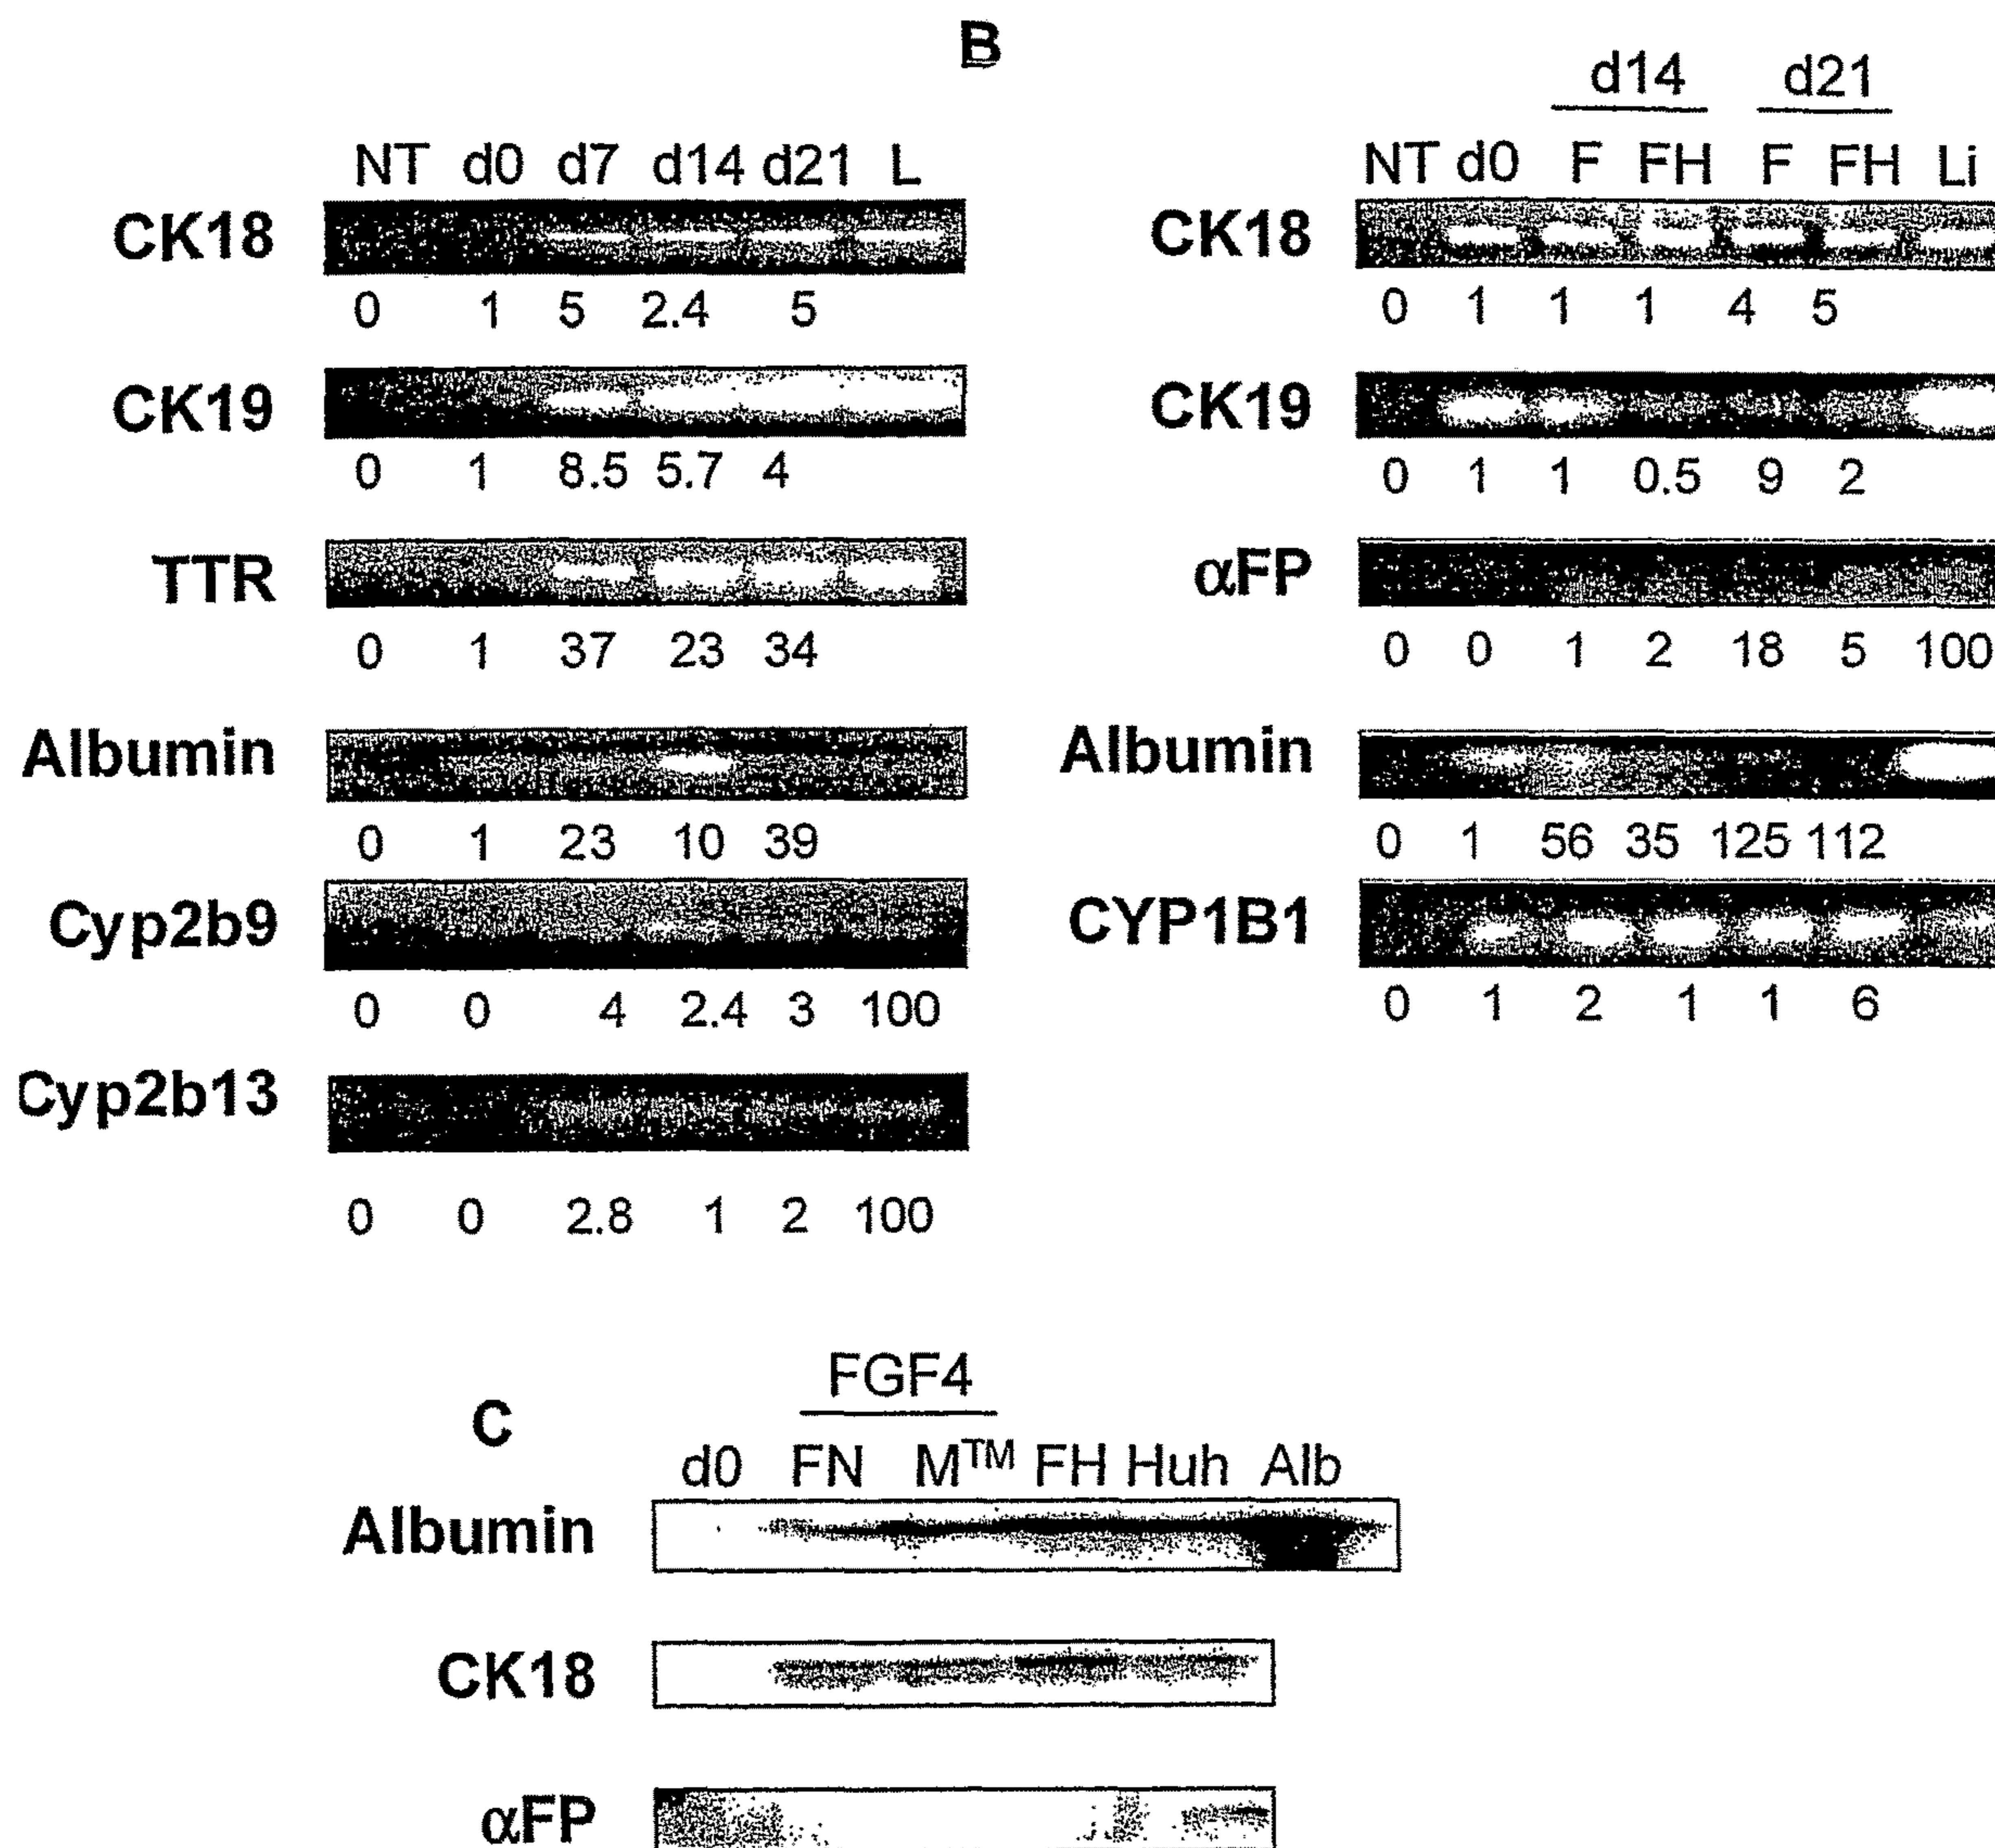 B
NT d0 d7 d14 d21 L
CK18
0 1 5 2.4 5
CK19
0 1 8.5 5.7 4
TTR
0 1 37 23 34
Albumin
0 1 23 10 39
Cyp2b9
0 0 4 2.4 3 100
Cyp2b13
0 0 2.8 1 2 100
d14 d21
NT d0 F FH F FH Li
CK18
0 1 1 1 4 5
CK19
0 1 1 0.5 9 2
αFP
0 0 1 2 18 5 100
Albumin
0 1 56 35 125 112
CYP1B1
0 1 2 1 1 6
C
FGF4
d0 FN M™ FH Huh Alb
Albumin
CK18
αFP